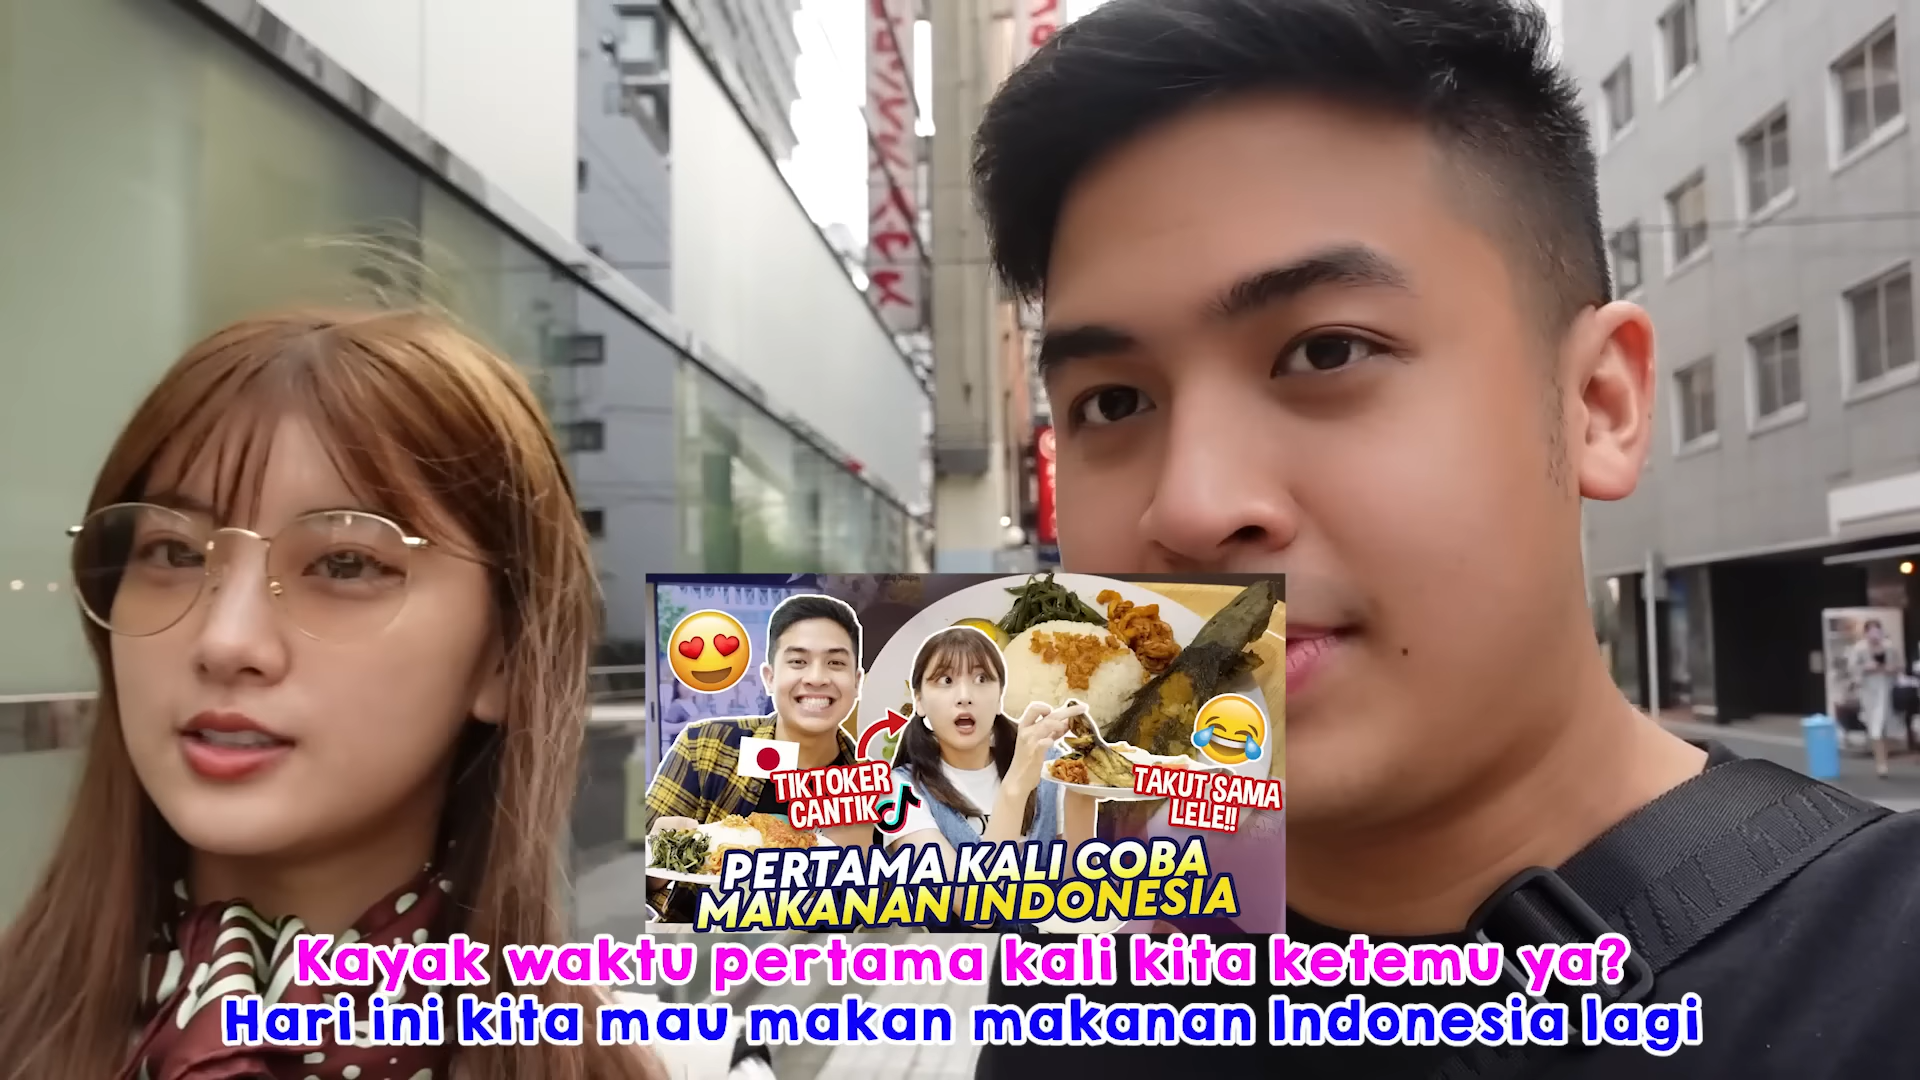 TIKTOKER
CANTIK
TAKUT SAMA
LELE!!
PERTAMA KALI COBA
MAKANAN INDONESIA
Kayak waktu pertama kali kita ketemu ya?
Hari ini kita mau makan makanan Indonesia lagi